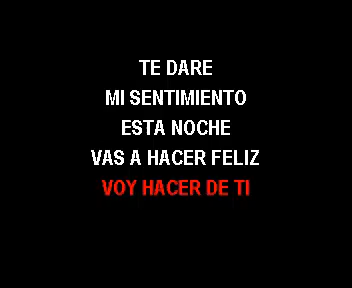 TE DARE
MI SENTIMIENTO
ESTA NOCHE
VAS A HACER FELIZ
VOY HACER DE TI